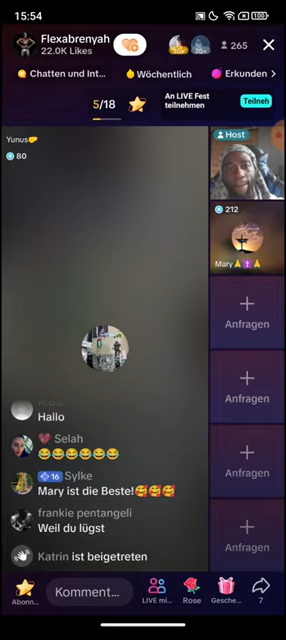 15:54
100
Flexabrenyah
22.0K Likes
30+
265
Chatten und Int...
Wöchentlich
Erkunden
5/18
An LIVE Fest
teilnehmen
Teilneh
Yunus🤛
80
Host
212
Mary🙏✝️🙏
Anfragen
Anfragen
Anfragen
Anfragen
Hallo
❤️ Selah
😂😂😂😂😂😂
16 Sylke
Mary ist die Beste!🥰🥰🥰
frankie pentangeli
Weil du lügst
Katrin ist beigetreten
Abonn...
Komment...
LIVE mi...
Rose
Gesche...
7